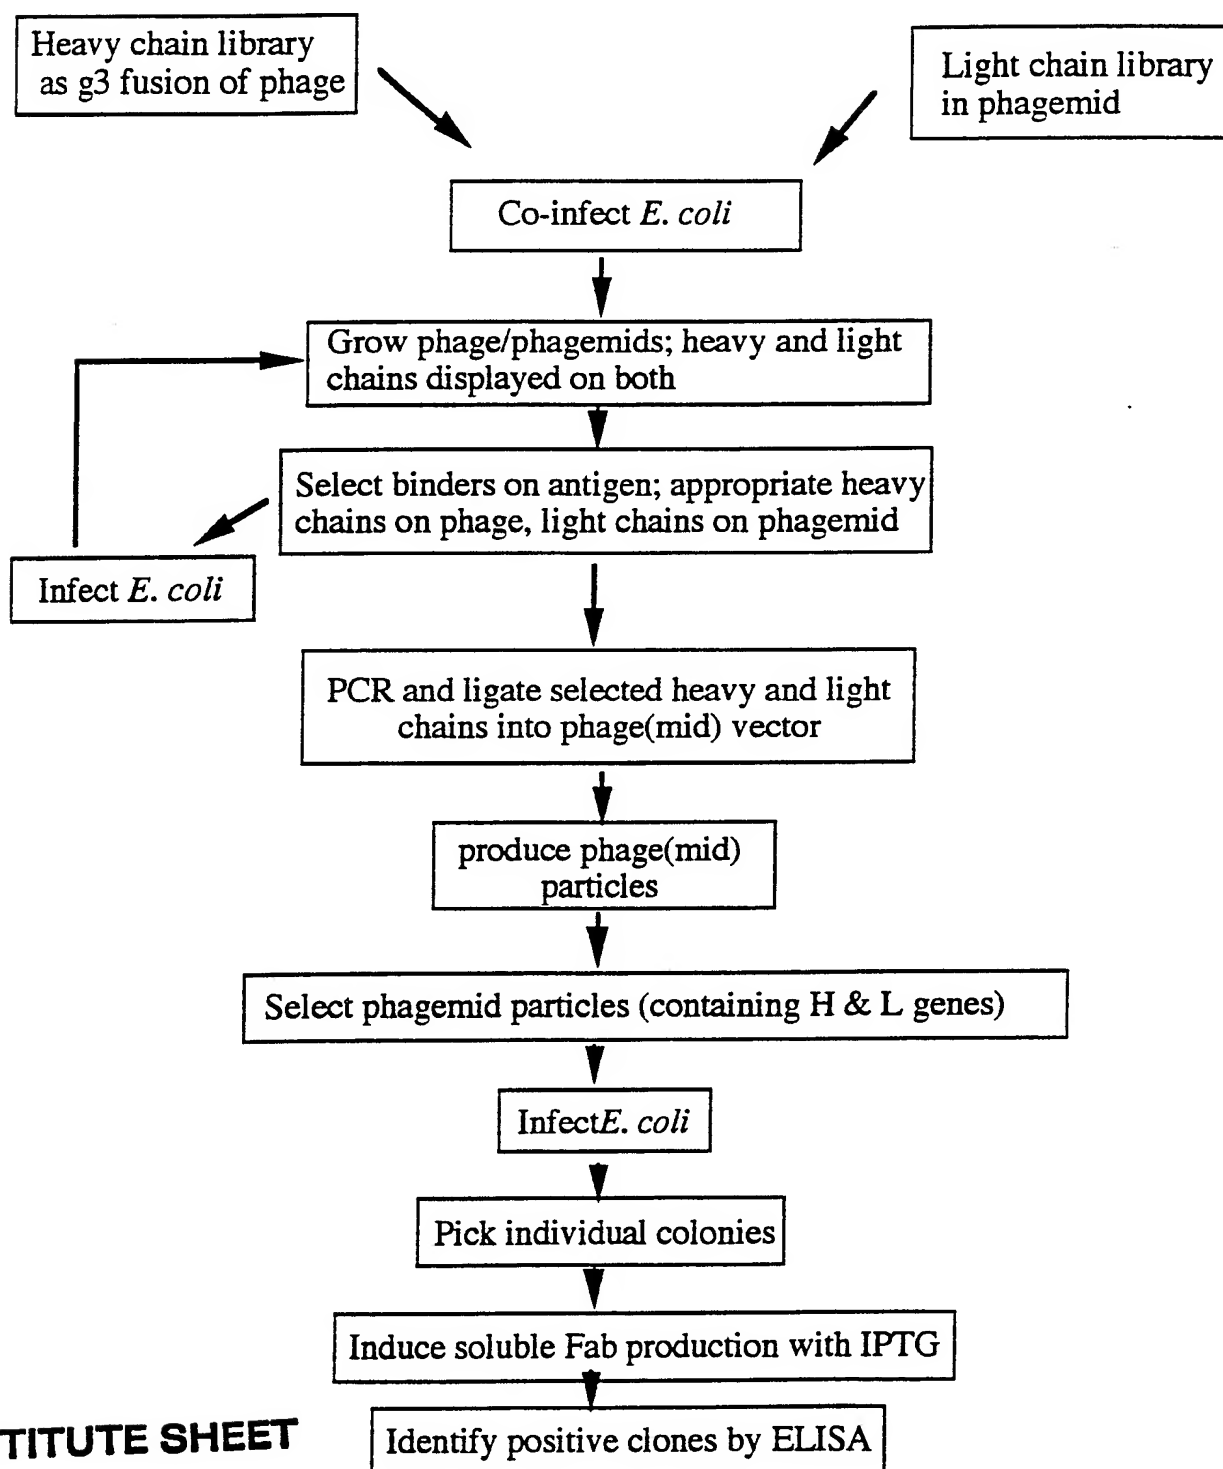 Heavy chain library
as g3 fusion of phage
Light chain library
in phagemid
Co-infect E. coli
Grow phage/phagemids; heavy and light
chains displayed on both
Select binders on antigen; appropriate heavy
chains on phage, light chains on phagemid
Infect E. coli
PCR and ligate selected heavy and light
chains into phage(mid) vector
produce phage(mid)
particles
Select phagemid particles (containing H & L genes)
InfectE. coli
Pick individual colonies
Induce soluble Fab production with IPTG
TITUTE SHEET
Identify positive clones by ELISA